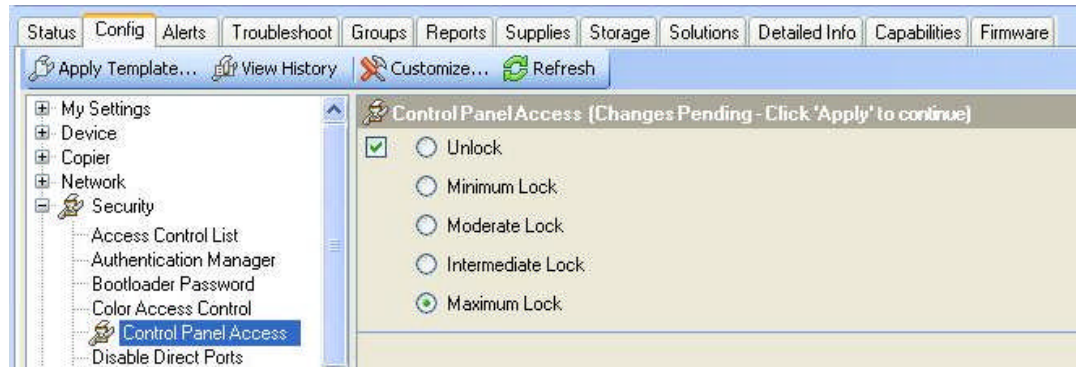 Status Config Alerts Troubleshoot Groups Reports Supplies Storage Solutions Detailed Info Capabilities Firmware
Apply Template... View History Customize... Refresh
My Settings
Device
Copier
Network
Security
Access Control List
Authentication Manager
Bootloader Password
Color Access Control
Control Panel Access
Disable Direct Ports
Control Panel Access (Changes Pending - Click 'Apply' to continue)
Unlock
Minimum Lock
Moderate Lock
Intermediate Lock
Maximum Lock